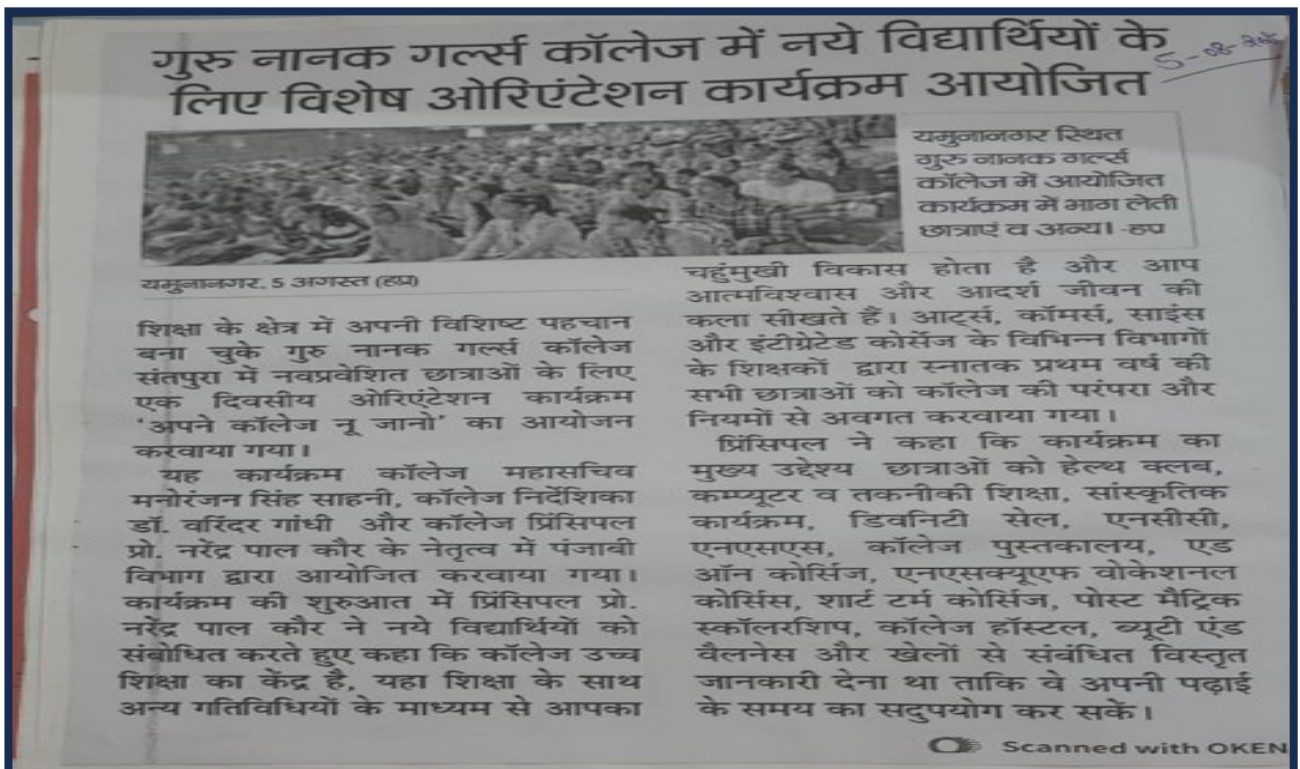 गुरु नानक गर्ल्स कॉलेज में नये विद्यार्थियों के
लिए विशेष ओरिएंटेशन कार्यक्रम आयोजित
5-08-
यमुनानगर स्थित
गुरु नानक गर्ल्स
कॉलेज में आयोजित
कार्यक्रम में भाग लेती
छात्राएं व अन्य। -हप्र
यमुनानगर, 5 अगस्त (हप्र)
शिक्षा के क्षेत्र में अपनी विशिष्ट पहचान
बना चुके गुरु नानक गर्ल्स कॉलेज
संतपुरा में नवप्रवेशित छात्राओं के लिए
एक दिवसीय ओरिएंटेशन कार्यक्रम
'अपने कॉलेज नू जानो' का आयोजन
करवाया गया।
यह कार्यक्रम कॉलेज महासचिव
मनोरंजन सिंह साहनी, कॉलेज निर्देशिका
डॉ. वरिंदर गांधी और कॉलेज प्रिंसिपल
प्रो. नरेंद्र पाल कौर के नेतृत्व में पंजाबी
विभाग द्वारा आयोजित करवाया गया।
कार्यक्रम की शुरुआत में प्रिंसिपल प्रो.
नरेंद्र पाल कौर ने नये विद्यार्थियों को
संबोधित करते हुए कहा कि कॉलेज उच्च
शिक्षा का केंद्र है, यहा शिक्षा के साथ
अन्य गतिविधियों के माध्यम से आपका
चहुंमुखी विकास होता है और आप
आत्मविश्वास और आदर्श जीवन की
कला सीखते हैं। आर्ट्स, कॉमर्स, साइंस
और इंटीग्रेटेड कोर्सेज के विभिन्न विभागों
के शिक्षकों द्वारा स्नातक प्रथम वर्ष की
सभी छात्राओं को कॉलेज की परंपरा और
नियमों से अवगत करवाया गया।
प्रिंसिपल ने कहा कि कार्यक्रम का
मुख्य उद्देश्य छात्राओं को हेल्थ क्लब,
कम्प्यूटर व तकनीकी शिक्षा, सांस्कृतिक
कार्यक्रम, डिवनिटी सेल, एनसीसी,
एनएसएस, कॉलेज पुस्तकालय, एड
ऑन कोर्सिज, एनएसक्यूएफ वोकेशनल
कोर्सिस, शार्ट टर्म कोर्सिज, पोस्ट मैट्रिक
स्कॉलरशिप, कॉलेज हॉस्टल, ब्यूटी एंड
वैलनेस और खेलों से संबंधित विस्तृत
जानकारी देना था ताकि वे अपनी पढ़ाई
के समय का सदुपयोग कर सकें।
Scanned with OKEN